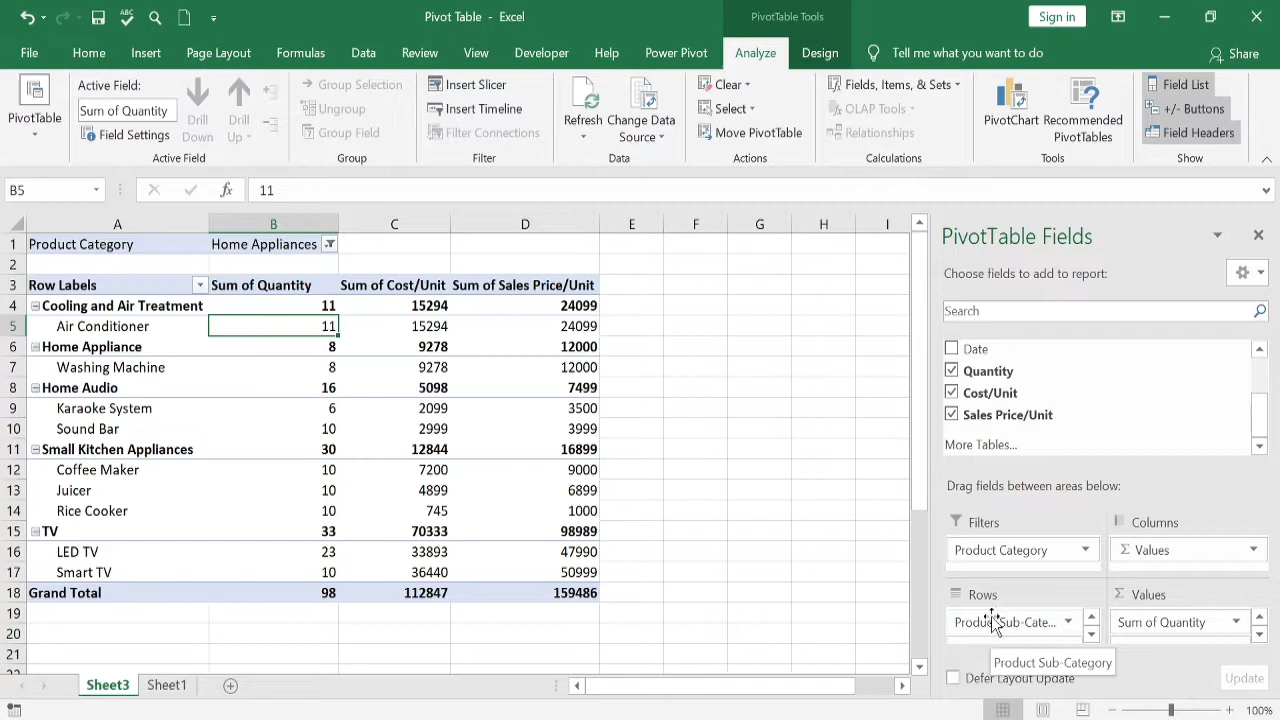 Pivot Table - Excel
PivotTable Tools
Sign in
File Home Insert Page Layout Formulas Data Review View Developer Help Power Pivot Analyze Design Tell me what you to do Share
PivotTable
Active Field:
Sum of Quantity
Field Settings
Drill Down
Drill Up
Active Field
Group Selection
Ungroup
Group Field
Group
Insert Slicer
Insert Timeline
Filter Connections
Filter
Refresh
Change Data Source
Data
Clear
Select
Move PivotTable
Actions
Fields, Items, & Sets
OLAP Tools
Relationships
Calculations
PivotChart
Recommended PivotTables
Tools
Field List
+/- Buttons
Field Headers
Show
B5 fx 11
A B C D E F G H I
1 Product Category Home Appliances
2
3 Row Labels Sum of Quantity Sum of Cost/Unit Sum of Sales Price/Unit
4 Cooling and Air Treatment 11 15294 24099
5 Air Conditioner 11 15294 24099
6 Home Appliance 8 9278 12000
7 Washing Machine 8 9278 12000
8 Home Audio 16 5098 7499
9 Karaoke System 6 2099 3500
10 Sound Bar 10 2999 3999
11 Small Kitchen Appliances 30 12844 16899
12 Coffee Maker 10 7200 9000
13 Juicer 10 4899 6899
14 Rice Cooker 10 745 1000
15 TV 33 70333 98989
16 LED TV 23 33893 47990
17 Smart TV 10 36440 50999
18 Grand Total 98 112847 159486
19
20
21
Sheet3 Sheet1
PivotTable Fields
Choose fields to add to report:
Search
Date
Quantity
Cost/Unit
Sales Price/Unit
More Tables...
Drag fields between areas below:
Filters
Product Category
Columns
Σ Values
Rows
Product Sub-Cate...
Σ Values
Sum of Quantity
Product Sub-Category
Defer Layout Update
Update
100%